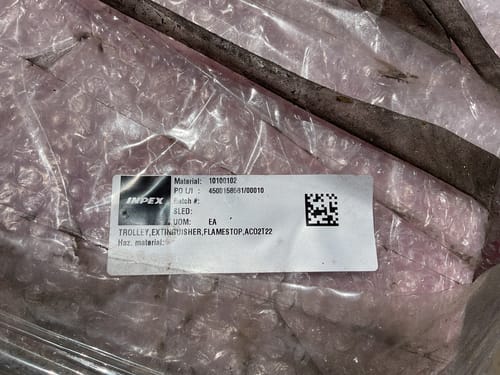 INPEX
Material: 10100102
PO L/I : 4500158681/00010
Batch #:
SLED:
UOM: EA
TROLLEY,EXTINGUISHER,FLAMESTOP,ACO2T22
Haz. material: